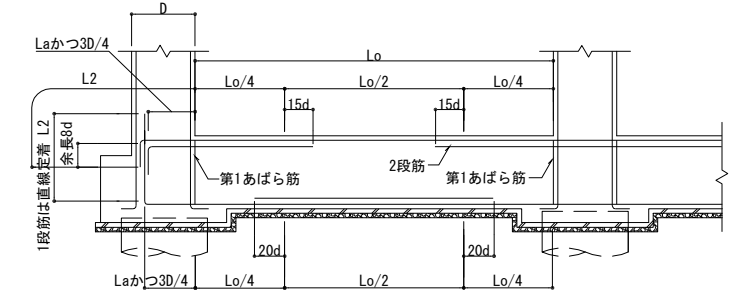 D
Laかつ3D/4
Lo
L2
Lo/4
Lo/2
Lo/4
15d
15d
1段筋は直線定着 L2
余長8d
第1あばら筋
2段筋
第1あばら筋
20d
20d
Laかつ3D/4
Lo/4
Lo/2
Lo/4